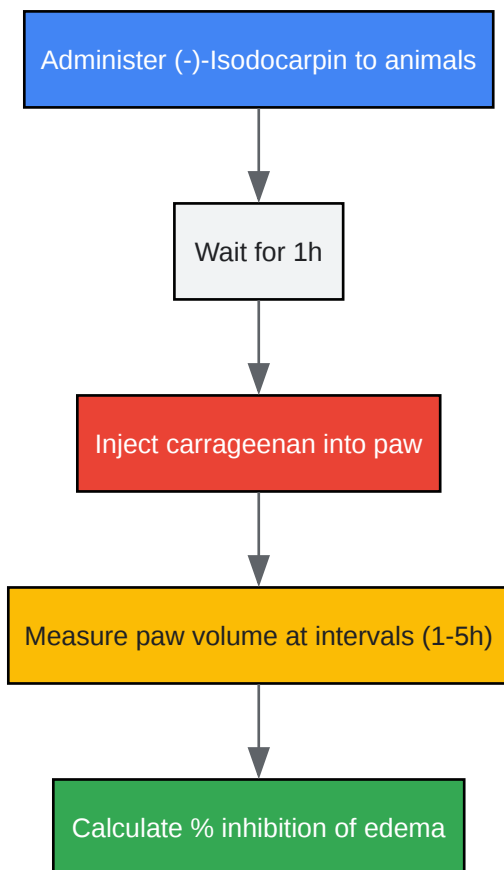 Administer (-)-Isodocarpin to animals
Wait for 1h
Inject carrageenan into paw
Measure paw volume at intervals (1-5h)
Calculate % inhibition of edema